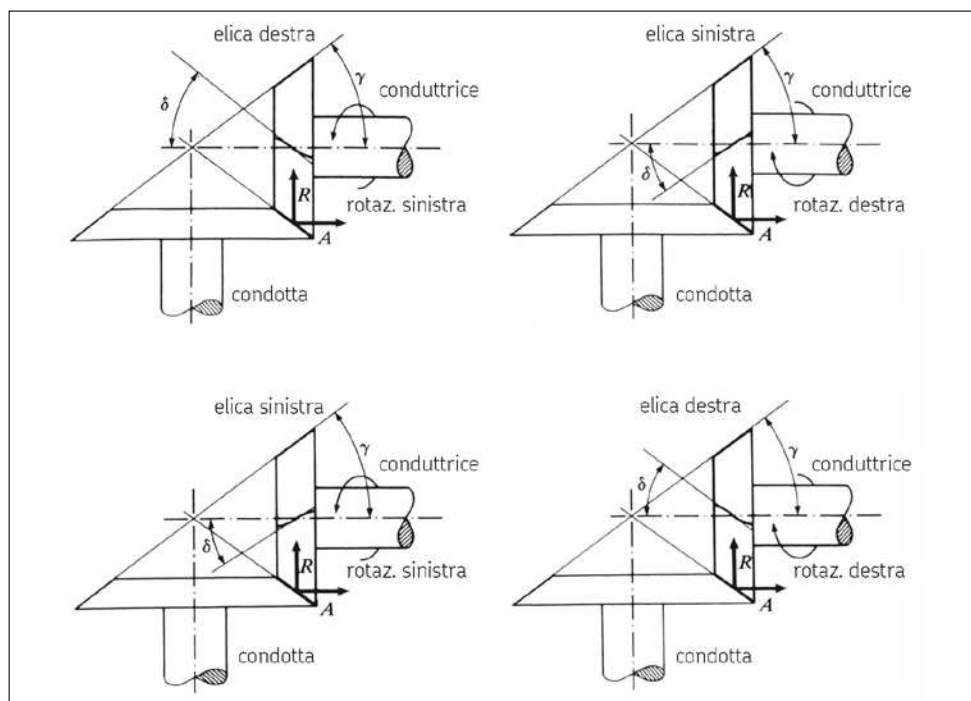 elica destra
γ
δ
conduttrice
R
rotaz. sinistra
A
condotta
elica sinistra
γ
conduttrice
δ
R
rotaz. destra
A
condotta
elica sinistra
γ
conduttrice
δ
R
rotaz. sinistra
A
condotta
elica destra
γ
δ
conduttrice
R
rotaz. destra
A
condotta